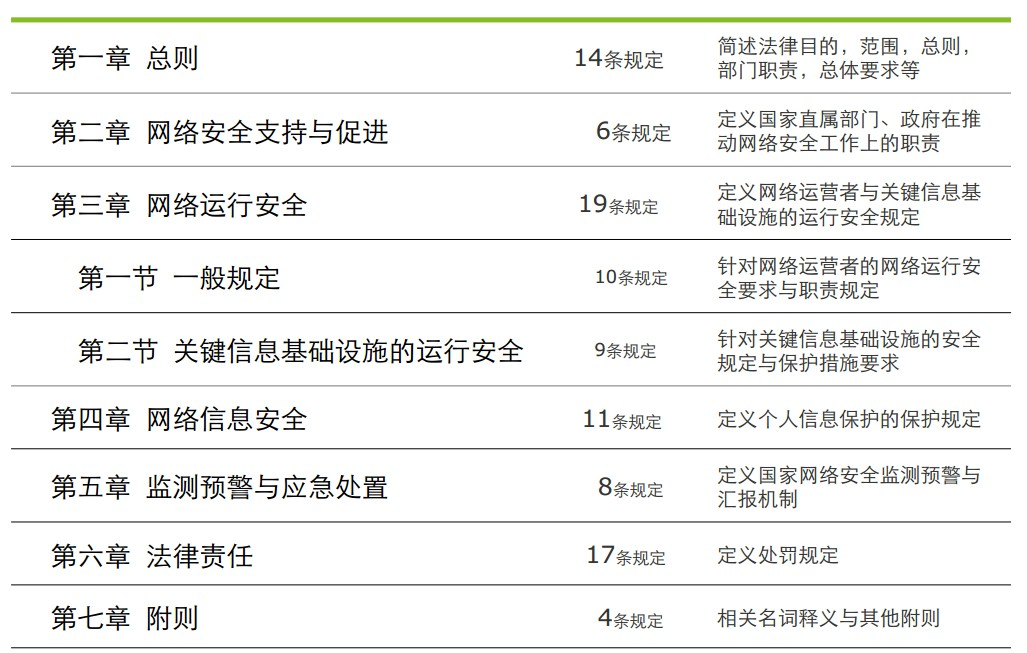 第一章 总则 14条规定 简述法律目的，范围，总则，
部门职责，总体要求等
第二章 网络安全支持与促进 6条规定 定义国家直属部门、政府在推
动网络安全工作上的职责
第三章 网络运行安全 19条规定 定义网络运营者与关键信息基
础设施的运行安全规定
第一节 一般规定 10条规定 针对网络运营者的网络运行安
全要求与职责规定
第二节 关键信息基础设施的运行安全 9条规定 针对关键信息基础设施的安全
规定与保护措施要求
第四章 网络信息安全 11条规定 定义个人信息保护的保护规定
第五章 监测预警与应急处置 8条规定 定义国家网络安全监测预警与
汇报机制
第六章 法律责任 17条规定 定义处罚规定
第七章 附则 4条规定 相关名词释义与其他附则